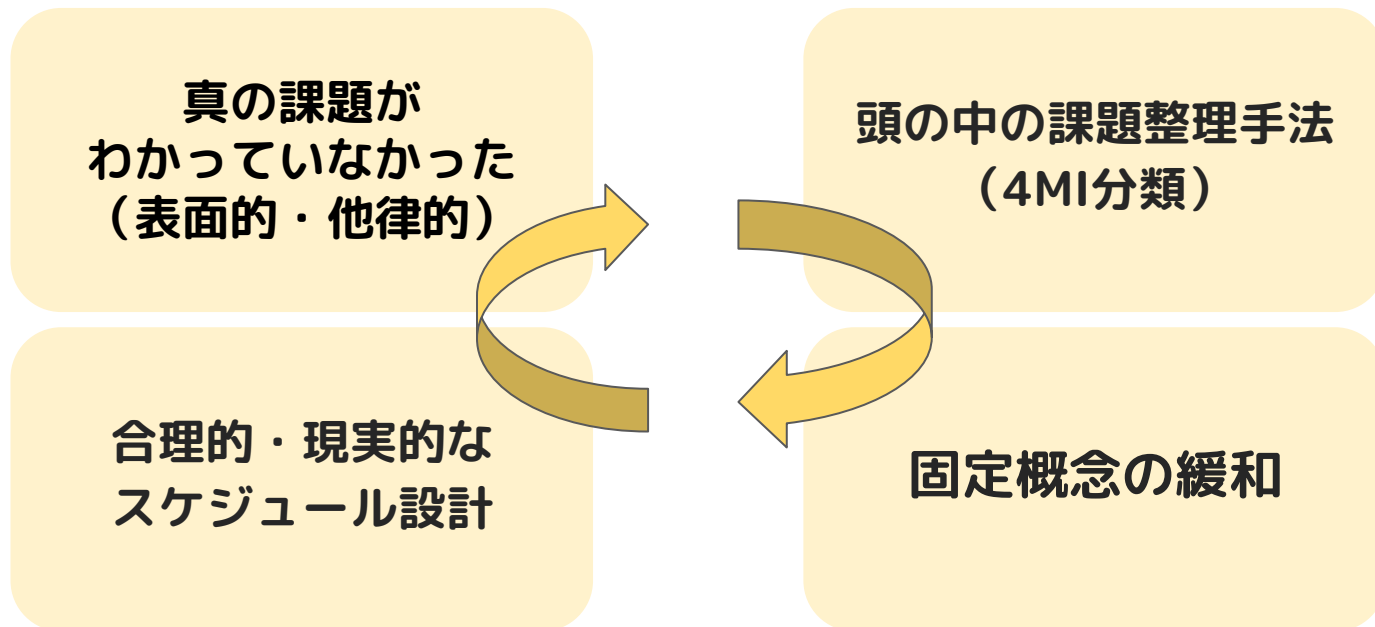 真の課題が
わかっていなかった
（表面的・他律的）
頭の中の課題整理手法
（4MI分類）
合理的・現実的な
スケジュール設計
固定概念の緩和